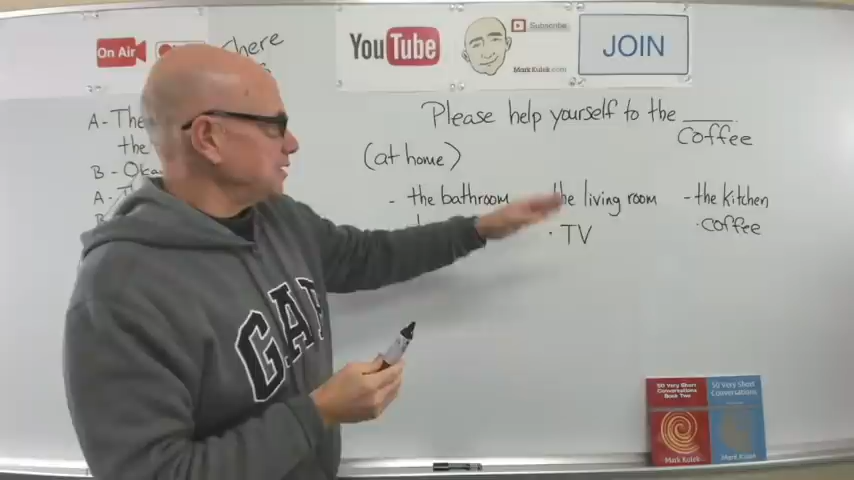 On Air
There
YouTube
Subscribe
MarkKulek.com
JOIN
A - The
the
B - Oka
A - T
Please help yourself to the ____
coffee
(at home)
- the bathroom
the living room
- the kitchen
· TV
· coffee
GAP
50 Very Short
Conversations
Book Two
Mark Kulek
50 Very Short
Conversations
Mark Kulek